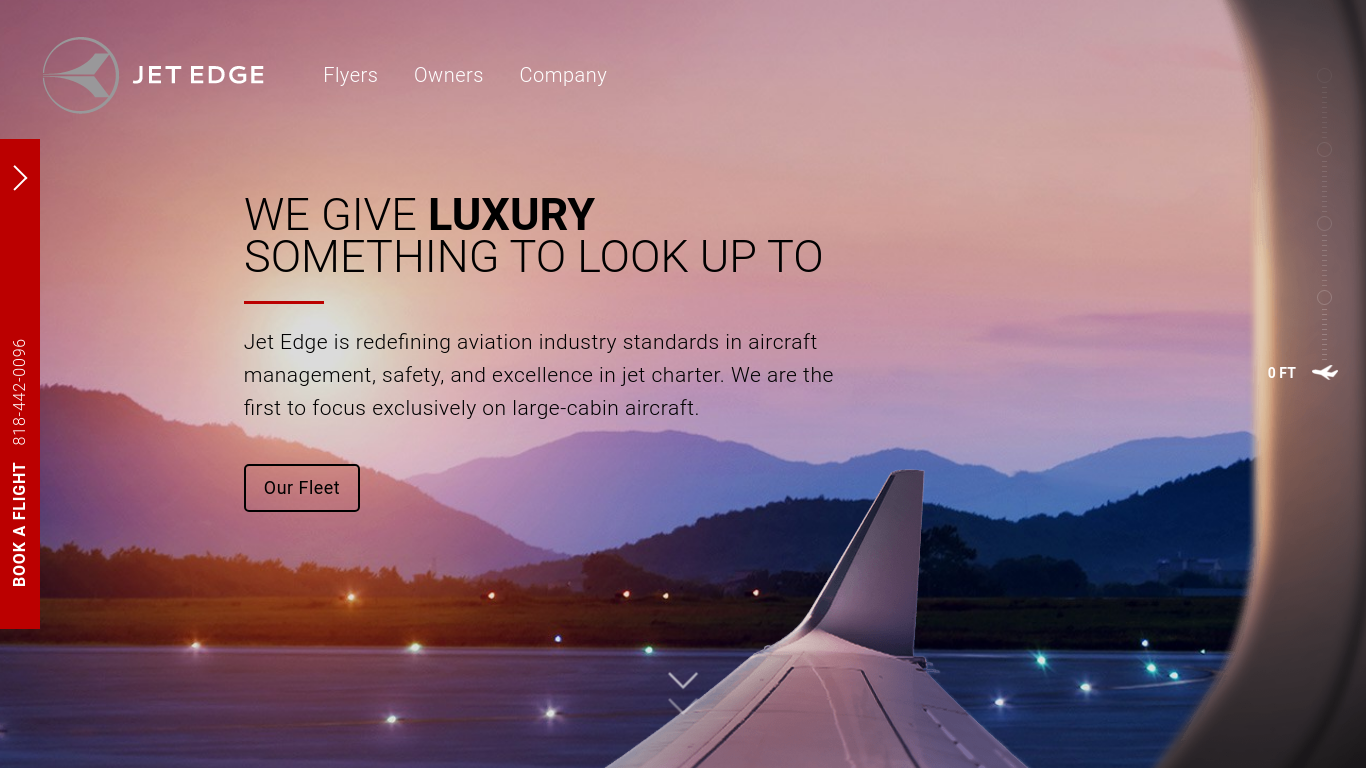 JET EDGE
Flyers
Owners
Company
WE GIVE LUXURY
SOMETHING TO LOOK UP TO
Jet Edge is redefining aviation industry standards in aircraft
management, safety, and excellence in jet charter. We are the
first to focus exclusively on large-cabin aircraft.
Our Fleet
BOOK A FLIGHT 818-442-0096
0 FT